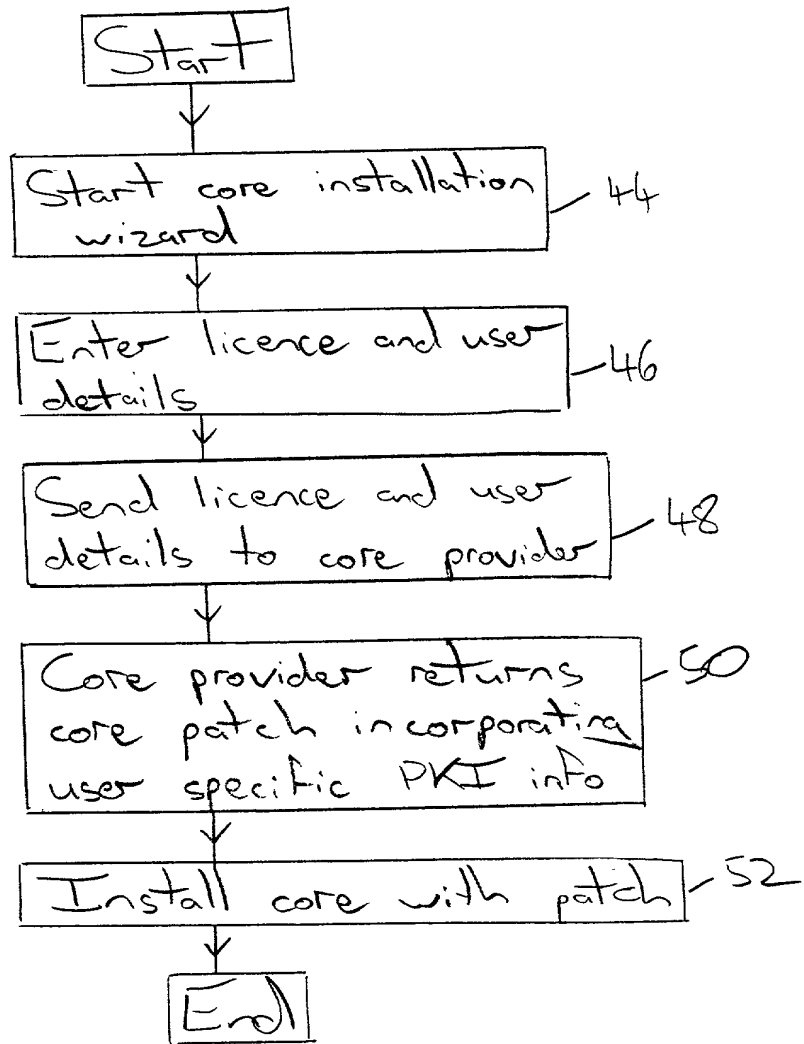 Start
Start core installation
wizard
44
Enter licence and user
details
46
Send licence and user
details to core provider
48
Core provider returns
core patch incorporating
user specific PKI info
50
Install core with patch
52
End